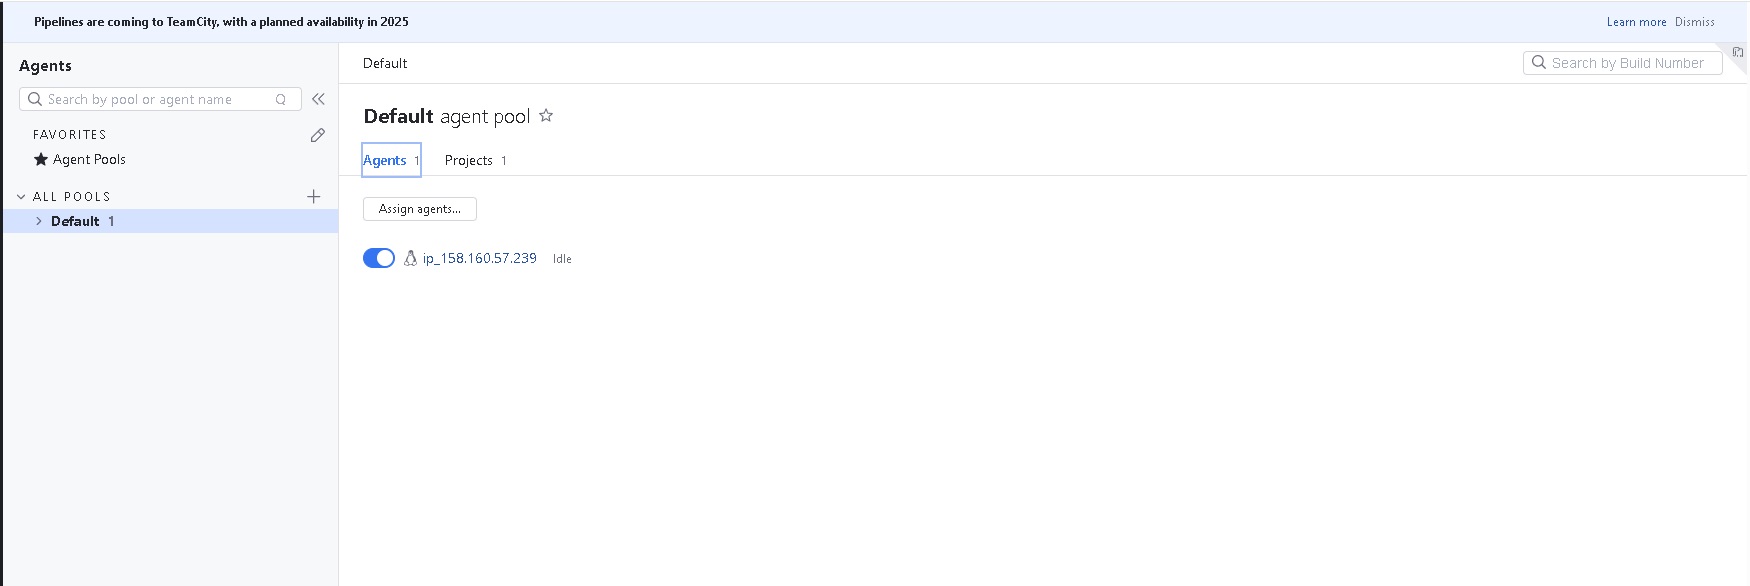 Pipelines are coming to TeamCity, with a planned availability in 2025
Learn more Dismiss
Agents
Search by pool or agent name Q
FAVORITES
Agent Pools
ALL POOLS
Default 1
Default
Search by Build Number
Default agent pool
Agents 1 Projects 1
Assign agents...
ip_158.160.57.239 Idle